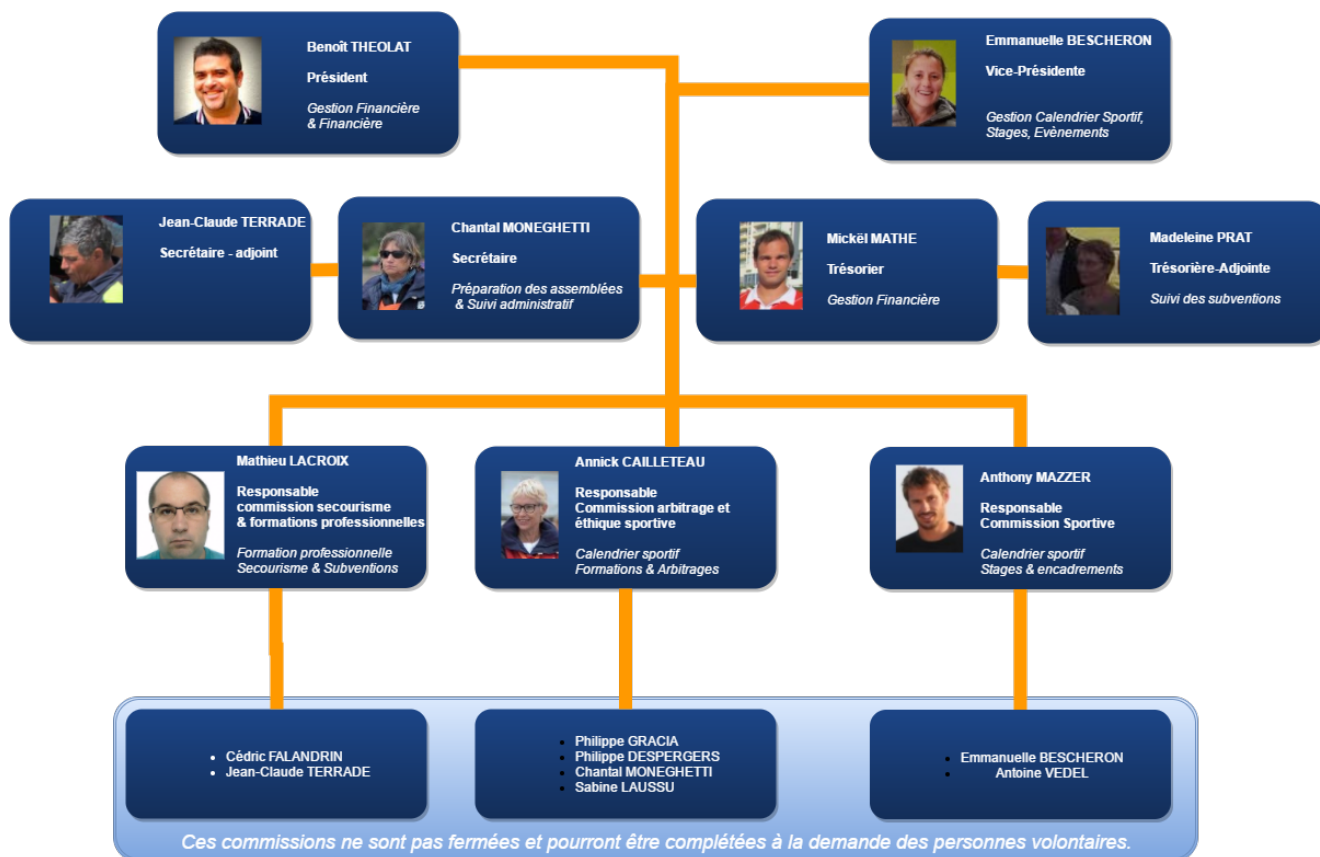 Benoît THEOLAT
Président
Gestion Financière
& Financière
Emmanuelle BESCHERON
Vice-Présidente
Gestion Calendrier Sportif,
Stages, Evènements
Jean-Claude TERRADE
Secrétaire - adjoint
Chantal MONEGHETTI
Secrétaire
Préparation des assemblées
& Suivi administratif
Mickël MATHE
Trésorier
Gestion Financière
Madeleine PRAT
Trésorière-Adjointe
Suivi des subventions
Mathieu LACROIX
Responsable
commission secourisme
& formations professionnelles
Formation professionnelle
Secourisme & Subventions
Annick CAILLETEAU
Responsable
Commission arbitrage et
éthique sportive
Calendrier sportif
Formations & Arbitrages
Anthony MAZZER
Responsable
Commission Sportive
Calendrier sportif
Stages & encadrements
• Cédric FALANDRIN
• Jean-Claude TERRADE
• Philippe GRACIA
• Philippe DESPERGERS
• Chantal MONEGHETTI
• Sabine LAUSSU
• Emmanuelle BESCHERON
• Antoine VEDEL
Ces commissions ne sont pas fermées et pourront être complétées à la demande des personnes volontaires.